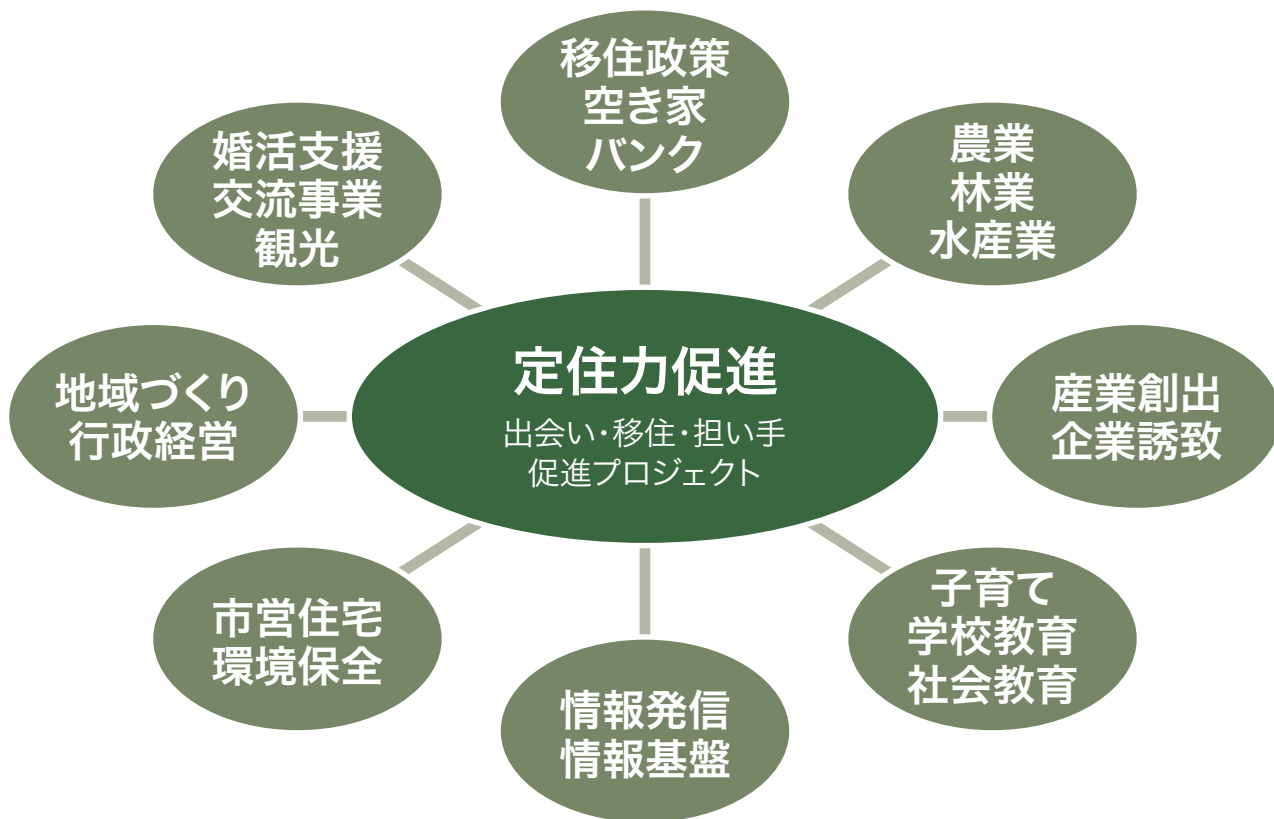 移住政策
空き家
バンク
農業
林業
水産業
産業創出
企業誘致
子育て
学校教育
社会教育
情報発信
情報基盤
市営住宅
環境保全
地域づくり
行政経営
婚活支援
交流事業
観光
定住力促進
出会い・移住・担い手
促進プロジェクト